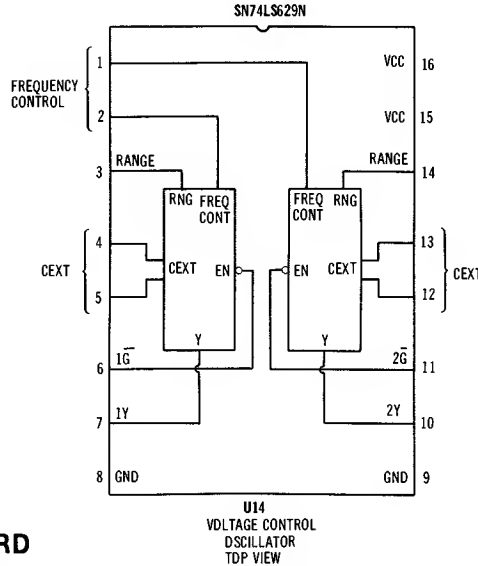 SN74LS629N
1
FREQUENCY
CONTROL
2
3 RANGE
4
CEXT
5
6 1G
7 1Y
8 GND
VCC 16
VCC 15
RANGE 14
13
CEXT
12
2G 11
2Y 10
GND 9
RNG FREQ
CONT
CEXT
EN
Y
FREQ RNG
CONT
EN CEXT
Y
U14
VDLTAGE CONTROL
DSCILLATOR
TDP VIEW
RD